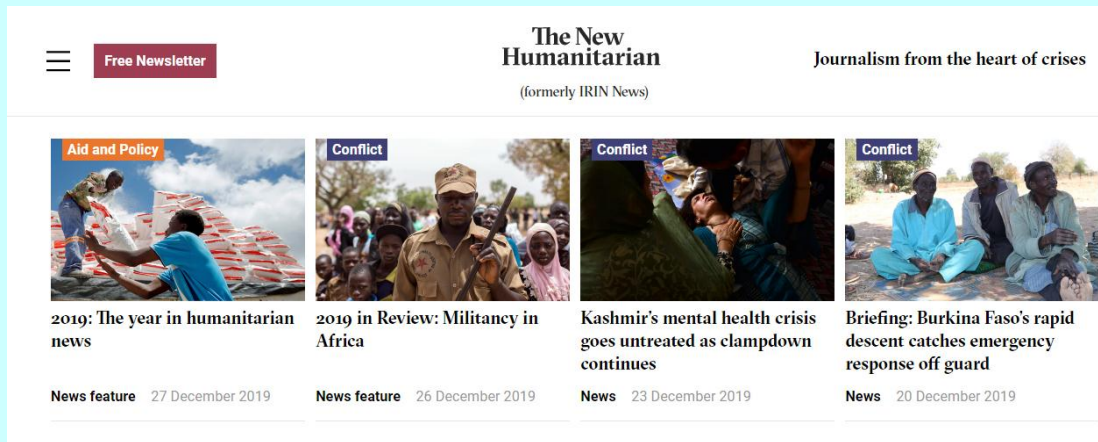 Free Newsletter
The New
Humanitarian
(formerly IRIN News)
Journalism from the heart of crises
Aid and Policy
2019: The year in humanitarian
news
News feature 27 December 2019
Conflict
2019 in Review: Militancy in
Africa
News feature 26 December 2019
Conflict
Kashmir's mental health crisis
goes untreated as clampdown
continues
News 23 December 2019
Conflict
Briefing: Burkina Faso's rapid
descent catches emergency
response off guard
News 20 December 2019